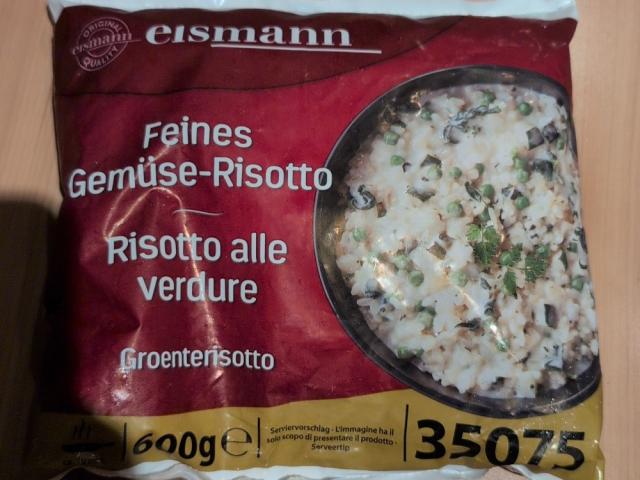 ORIGINAL
eismann
QUALITY
eismann
Feines
Gemüse-Risotto
Risotto alle
verdure
Groenterisotto
600g e
Serviervorschlag - L'immagine ha il
solo scopo di presentare il prodotto -
Serveertip
35075